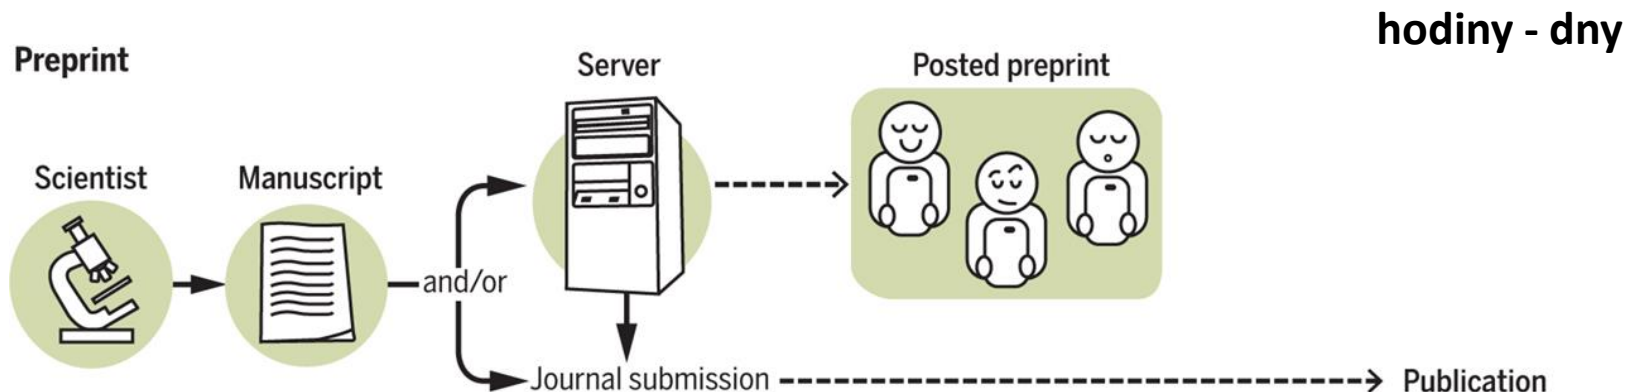 hodiny - dny
Preprint
Server
Posted preprint
Scientist
Manuscript
and/or
Journal submission
Publication